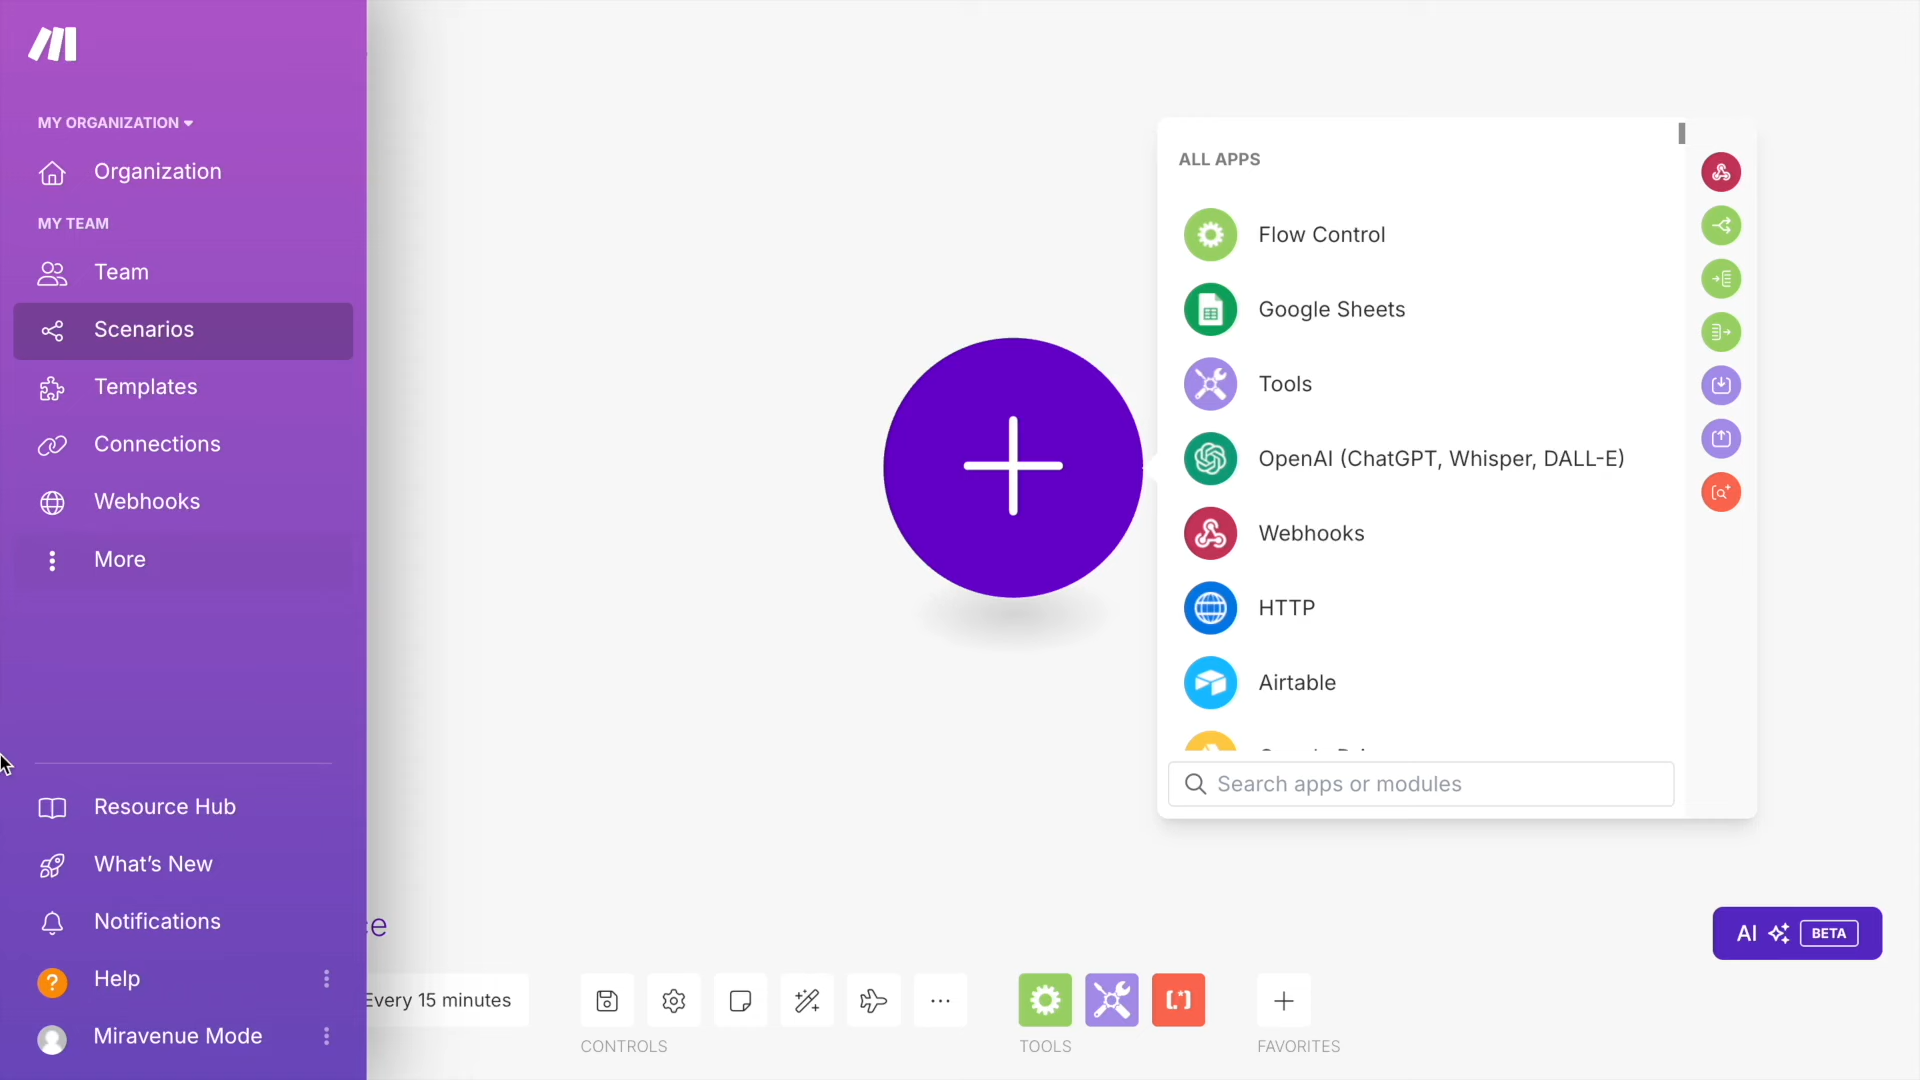 MY ORGANIZATION
Organization
MY TEAM
Team
Scenarios
Templates
Connections
Webhooks
More
Resource Hub
What's New
Notifications
Help
Miravenue Mode
ALL APPS
Flow Control
Google Sheets
Tools
OpenAI (ChatGPT, Whisper, DALL-E)
Webhooks
HTTP
Airtable
Search apps or modules
AI BETA
Every 15 minutes
CONTROLS
TOOLS
FAVORITES